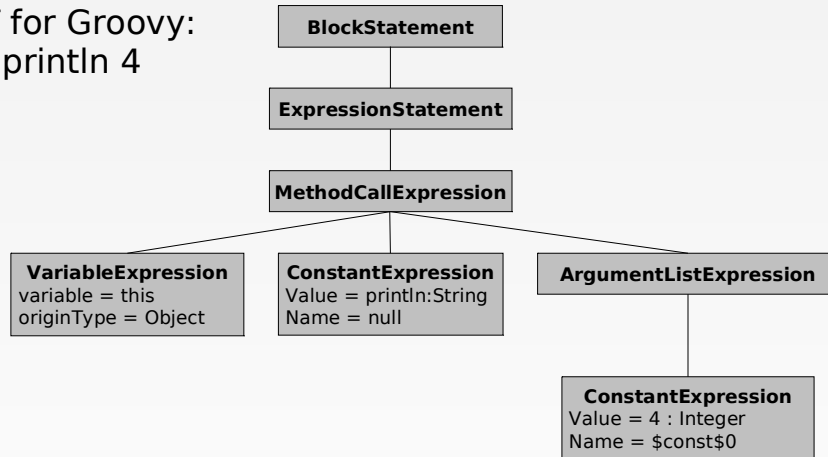 for Groovy:
println 4
BlockStatement
ExpressionStatement
MethodCallExpression
VariableExpression
variable = this
originType = Object
ConstantExpression
Value = println:String
Name = null
ArgumentListExpression
ConstantExpression
Value = 4 : Integer
Name = $const$0